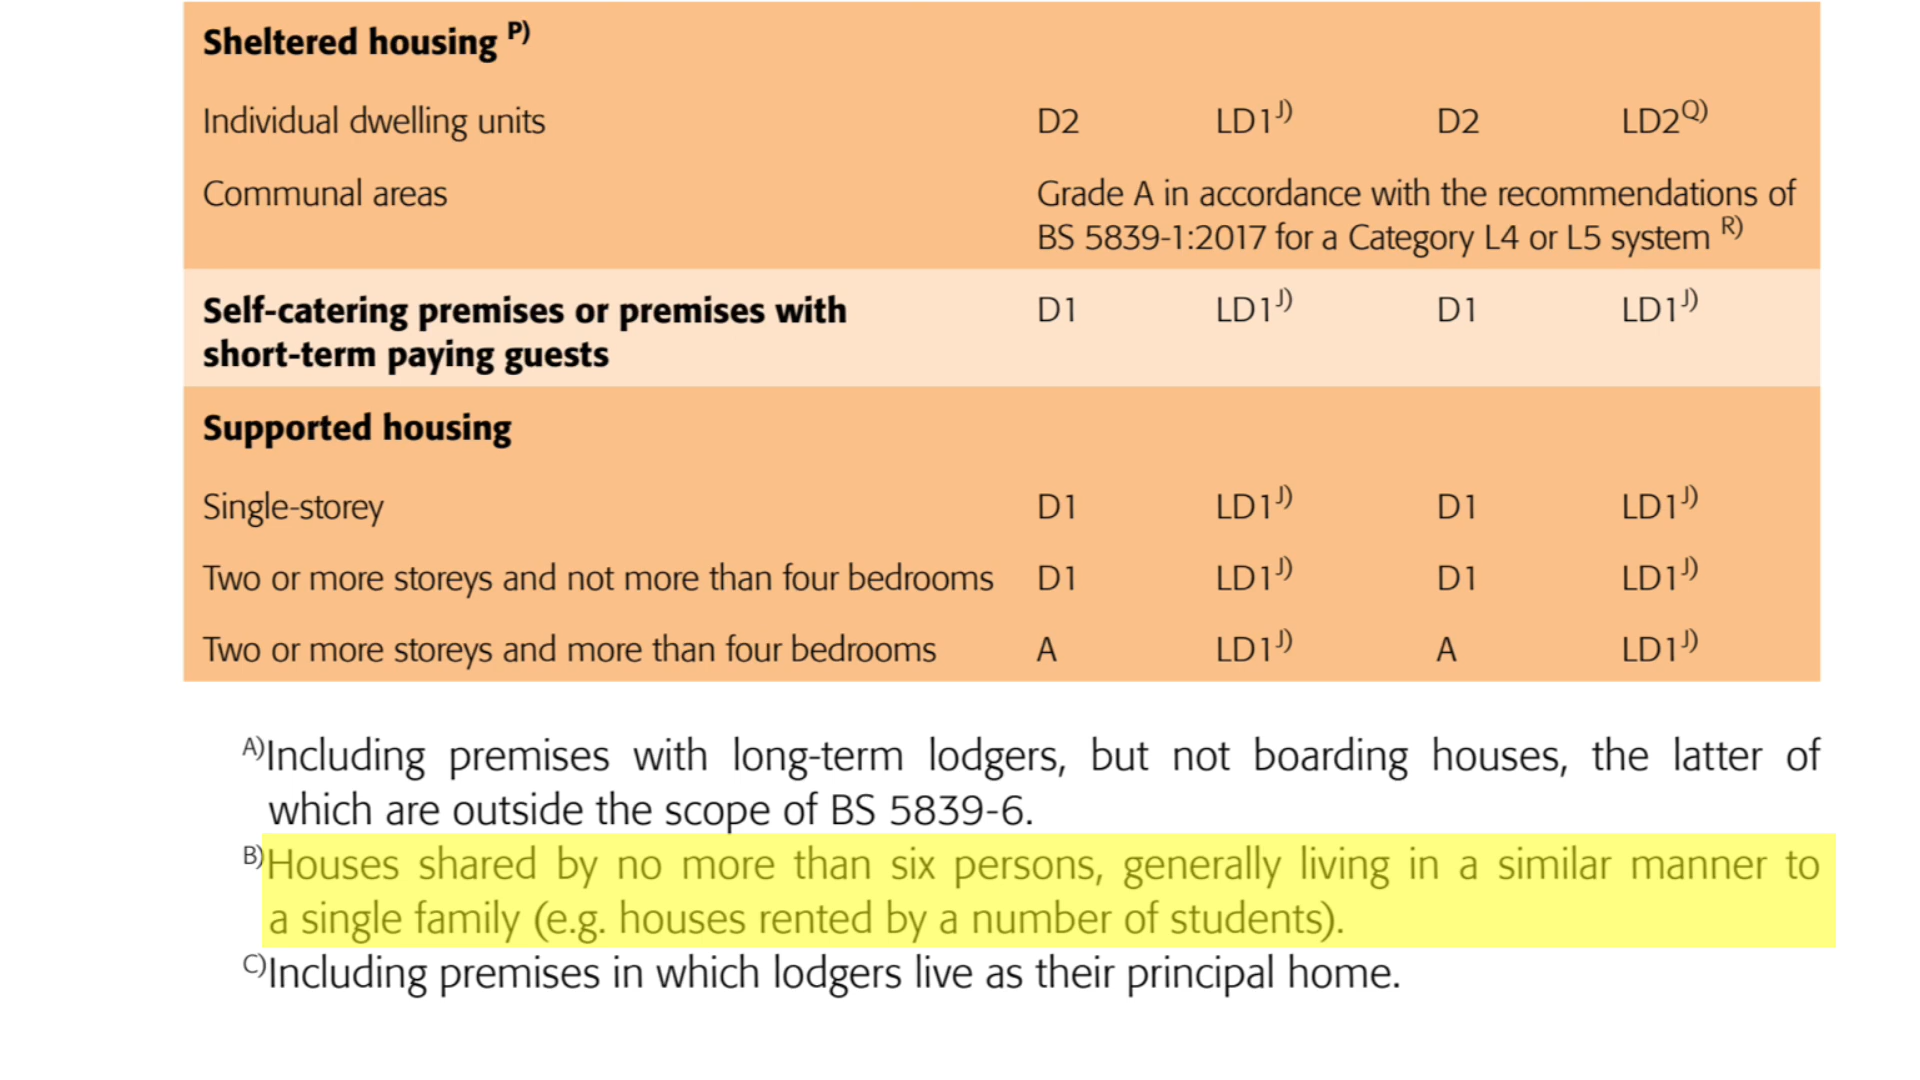 Sheltered housing P)
Individual dwelling units D2 LD1J) D2 LD2Q)
Communal areas Grade A in accordance with the recommendations of
BS 5839-1:2017 for a Category L4 or L5 system R)
Self-catering premises or premises with D1 LD1J) D1 LD1J)
short-term paying guests
Supported housing
Single-storey D1 LD1J) D1 LD1J)
Two or more storeys and not more than four bedrooms D1 LD1J) D1 LD1J)
Two or more storeys and more than four bedrooms A LD1J) A LD1J)
A)Including premises with long-term lodgers, but not boarding houses, the latter of
which are outside the scope of BS 5839-6.
B)Houses shared by no more than six persons, generally living in a similar manner to
a single family (e.g. houses rented by a number of students).
C)Including premises in which lodgers live as their principal home.